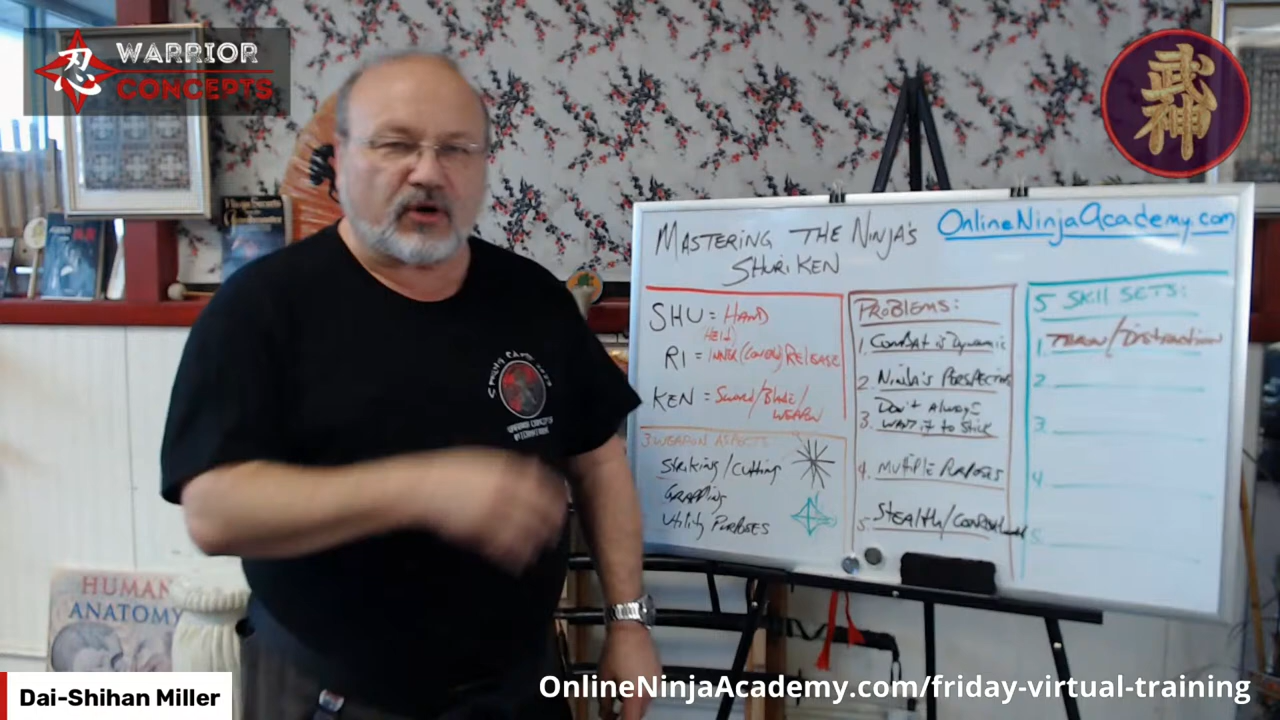 WARRIOR
CONCEPTS
忍
武神
MASTERING THE NINJA'S
SHURIKEN
OnlineNinjaAcademy.com
SHU = HAND
HELD
RI = INNER (COVERT) RELEASE
KEN = Sword/Blade/
WEAPON
3 WEAPON ASPECTS
STRIKING/CUTTING
GRAPPLING
Utility PURPOSES
PROBLEMS:
1. COMBAT is Dynamic
2. NINJA'S PERSPECTIVE
3. Don't Always
WANT it to Stick
4. MULTIPLE PURPOSES
5. STEALTH/
5 SKILL SETS:
1. THROW/Distraction
2.
3.
4.
5.
HUMAN
ANATOMY
Dai-Shihan Miller
OnlineNinjaAcademy.com/friday-virtual-training